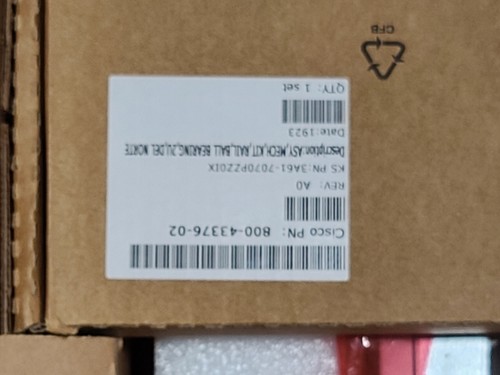 Cisco PN: 800-43376-02
REV: A0
KS PN:3A61-7070PZZ0IX
Description:ASY,MECH,KIT,RAIL,BALL BEARING,2U,DEL NORTE
Date:1923
QTY: 1 set
CFB